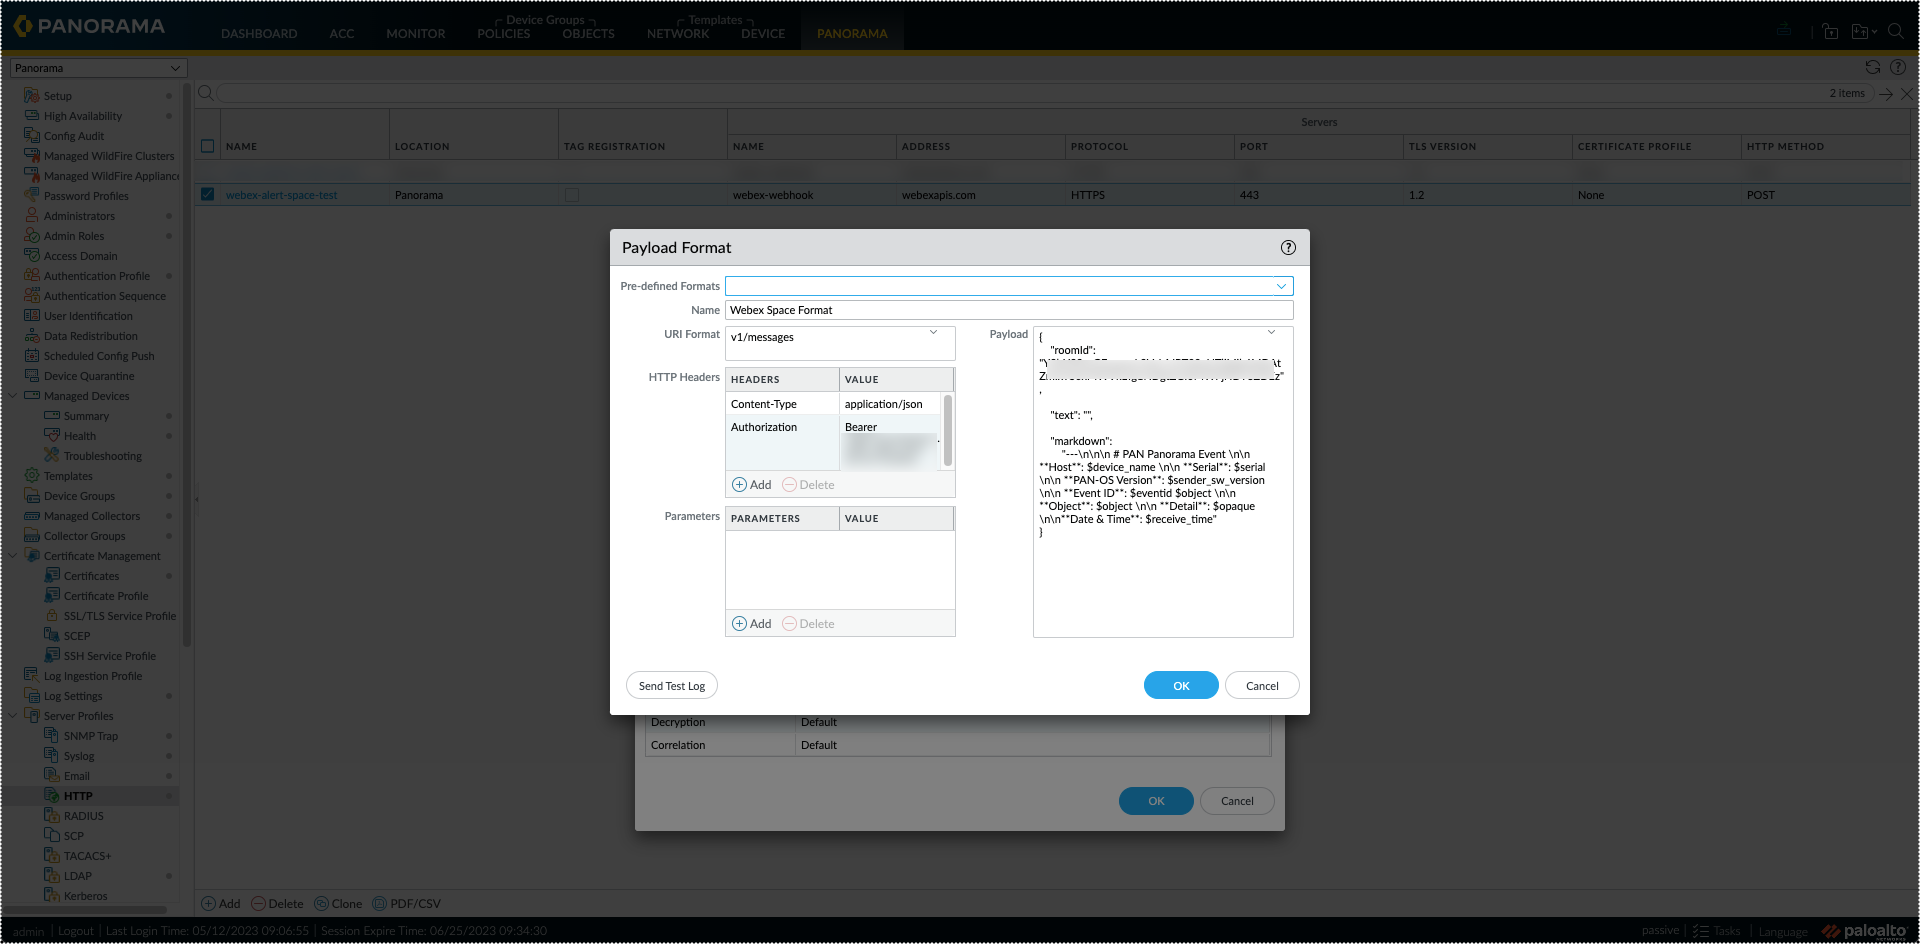 PANORAMA
Device Groups
Templates
DASHBOARD ACC MONITOR POLICIES OBJECTS NETWORK DEVICE PANORAMA
Panorama
Setup
High Availability
Config Audit
Managed WildFire Clusters
Managed WildFire Appliance
Password Profiles
Administrators
Admin Roles
Access Domain
Authentication Profile
Authentication Sequence
User Identification
Data Redistribution
Scheduled Config Push
Device Quarantine
Managed Devices
Summary
Health
Troubleshooting
Templates
Device Groups
Managed Collectors
Collector Groups
Certificate Management
Certificates
Certificate Profile
SSL/TLS Service Profile
SCEP
SSH Service Profile
Log Ingestion Profile
Log Settings
Server Profiles
SNMP Trap
Syslog
Email
HTTP
RADIUS
SCP
TACACS+
LDAP
Kerberos
2 items
Servers
NAME LOCATION TAG REGISTRATION NAME ADDRESS PROTOCOL PORT TLS VERSION CERTIFICATE PROFILE HTTP METHOD
webex-alert-space-test Panorama webex-webhook webexapis.com HTTPS 443 1.2 None POST
Payload Format
Pre-defined Formats
Name Webex Space Format
URI Format v1/messages
HTTP Headers
HEADERS VALUE
Content-Type application/json
Authorization Bearer
Add Delete
Parameters
PARAMETERS VALUE
Add Delete
Payload
{
"roomId":
,
"text": "",
"markdown":
"---\n\n\n # PAN Panorama Event \n\n
**Host**: $device_name \n\n **Serial**: $serial
\n\n **PAN-OS Version**: $sender_sw_version
\n\n **Event ID**: $eventid $object \n\n
**Object**: $object \n\n **Detail**: $opaque
\n\n**Date & Time**: $receive_time"
}
Send Test Log OK Cancel
Decryption Default
Correlation Default
OK Cancel
Add Delete Clone PDF/CSV
admin | Logout | Last Login Time: 05/12/2023 09:06:55 | Session Expire Time: 06/25/2023 09:34:30
passive | Tasks | Language paloalto